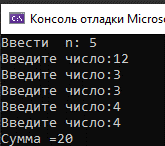 Консоль отладки Micros
Ввести  n: 5
Введите число:12
Введите число:3
Введите число:3
Введите число:4
Введите число:4
Сумма =20